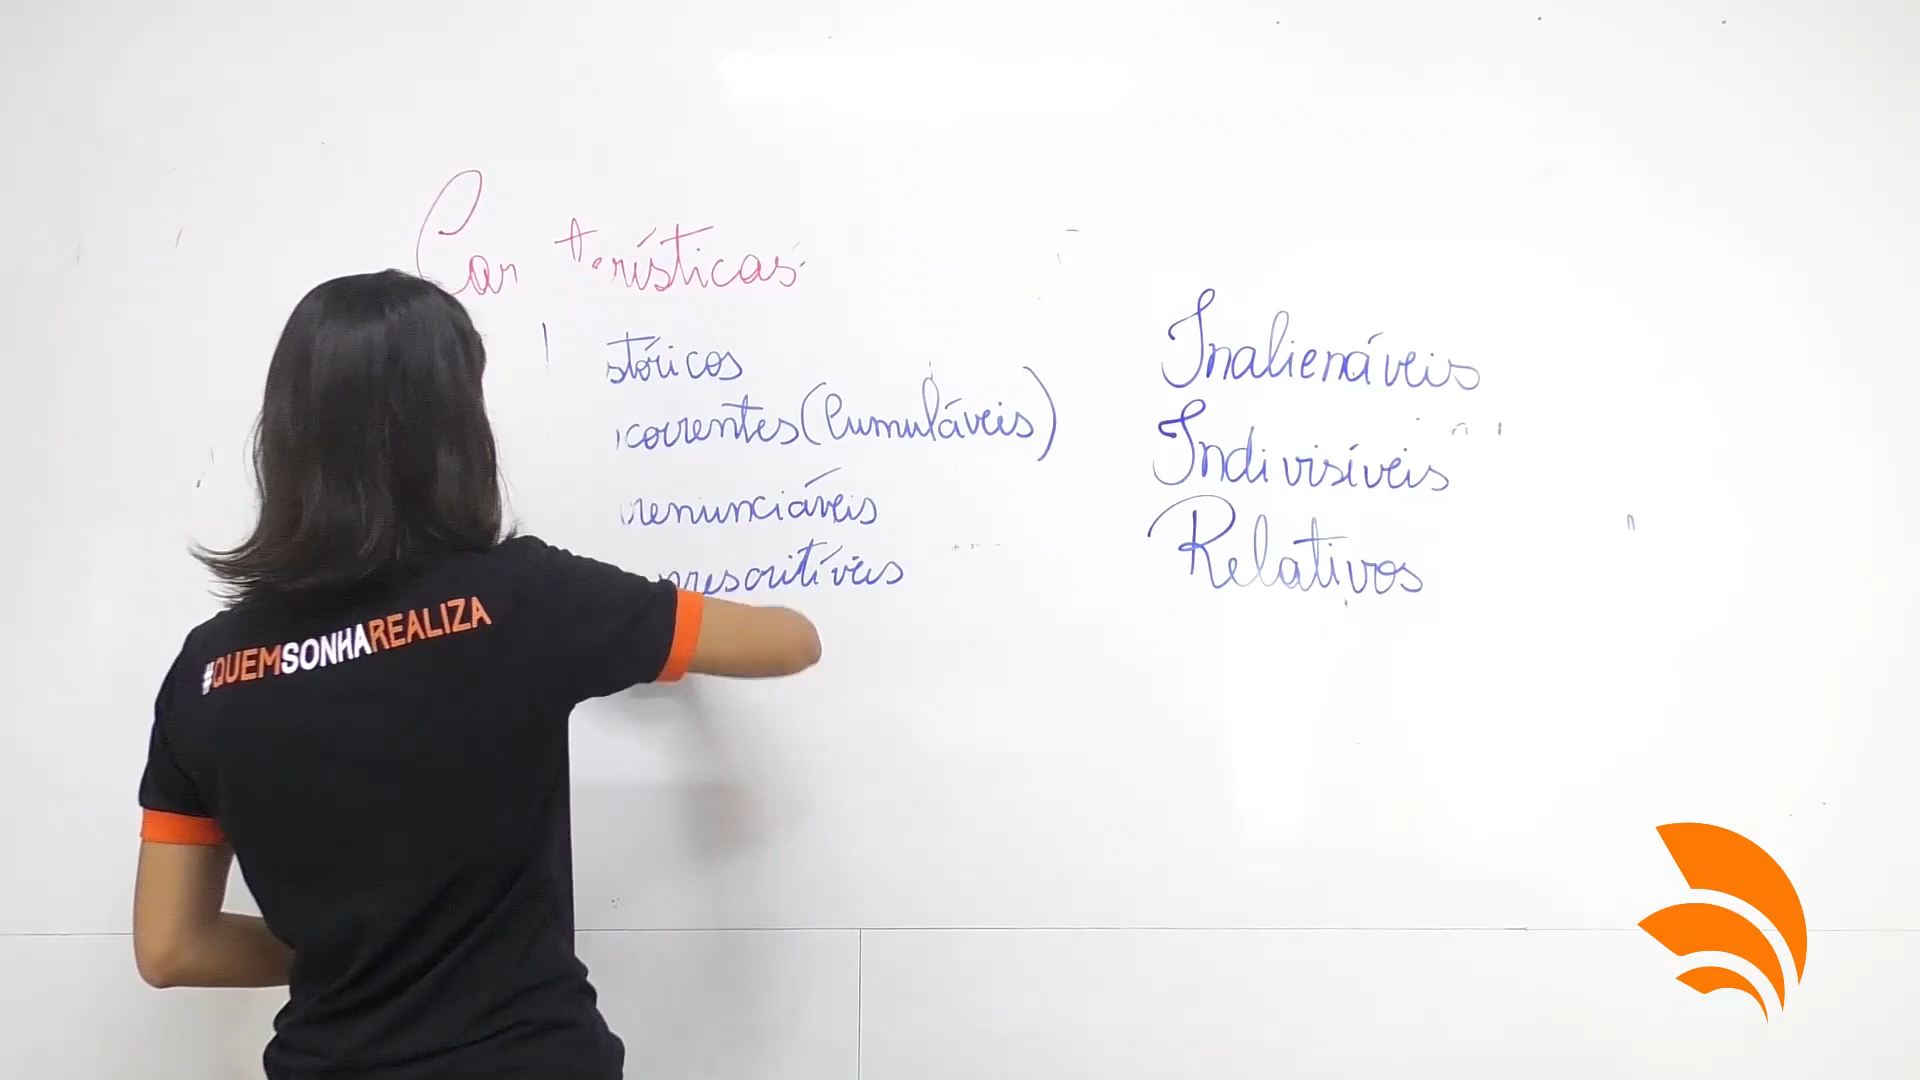 Car terísticas
stóricos
correntes (Cumuláveis)
renunciáveis
prescritíveis
Inalienáveis
Indivisíveis
Relativos
#QUEMSONHAREALIZA